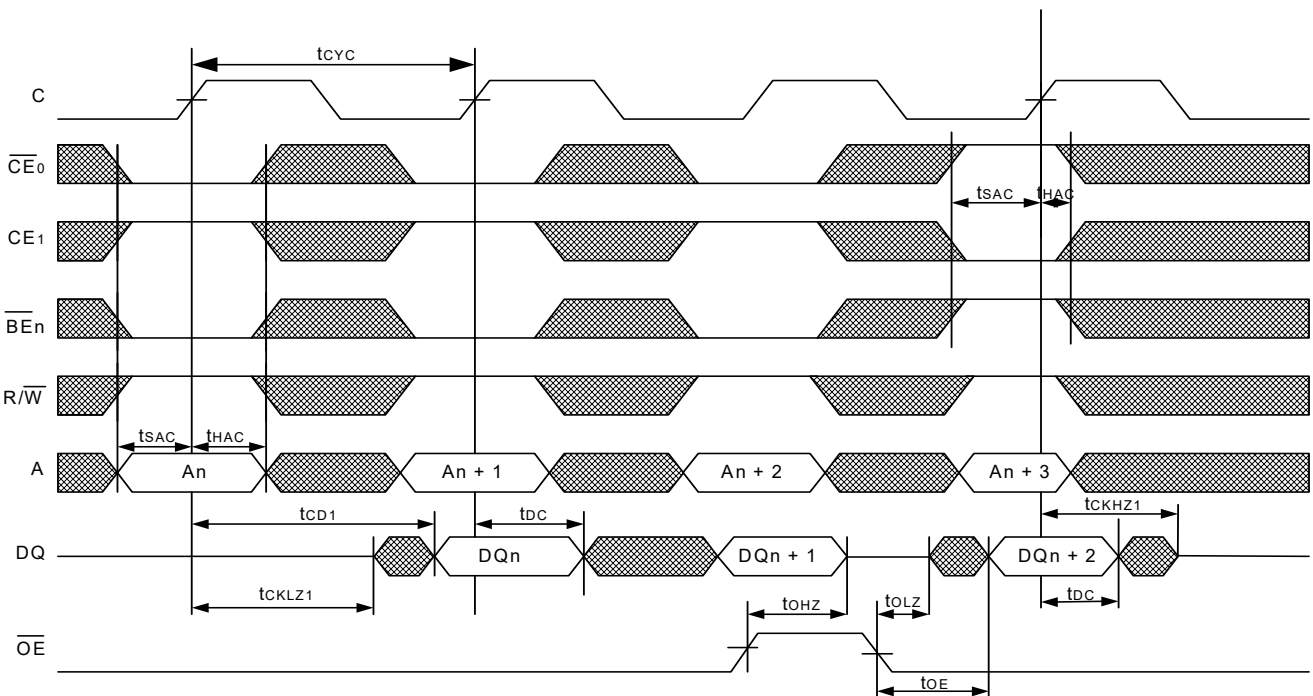 tCYC
C
CE0
tSAC tHAC
CE1
BEn
R/W
tSAC tHAC
A An An + 1 An + 2 An + 3
tCD1 tDC tCKHZ1
DQ DQn DQn + 1 DQn + 2
tCKLZ1 tOHZ tOLZ tDC
OE
tOE